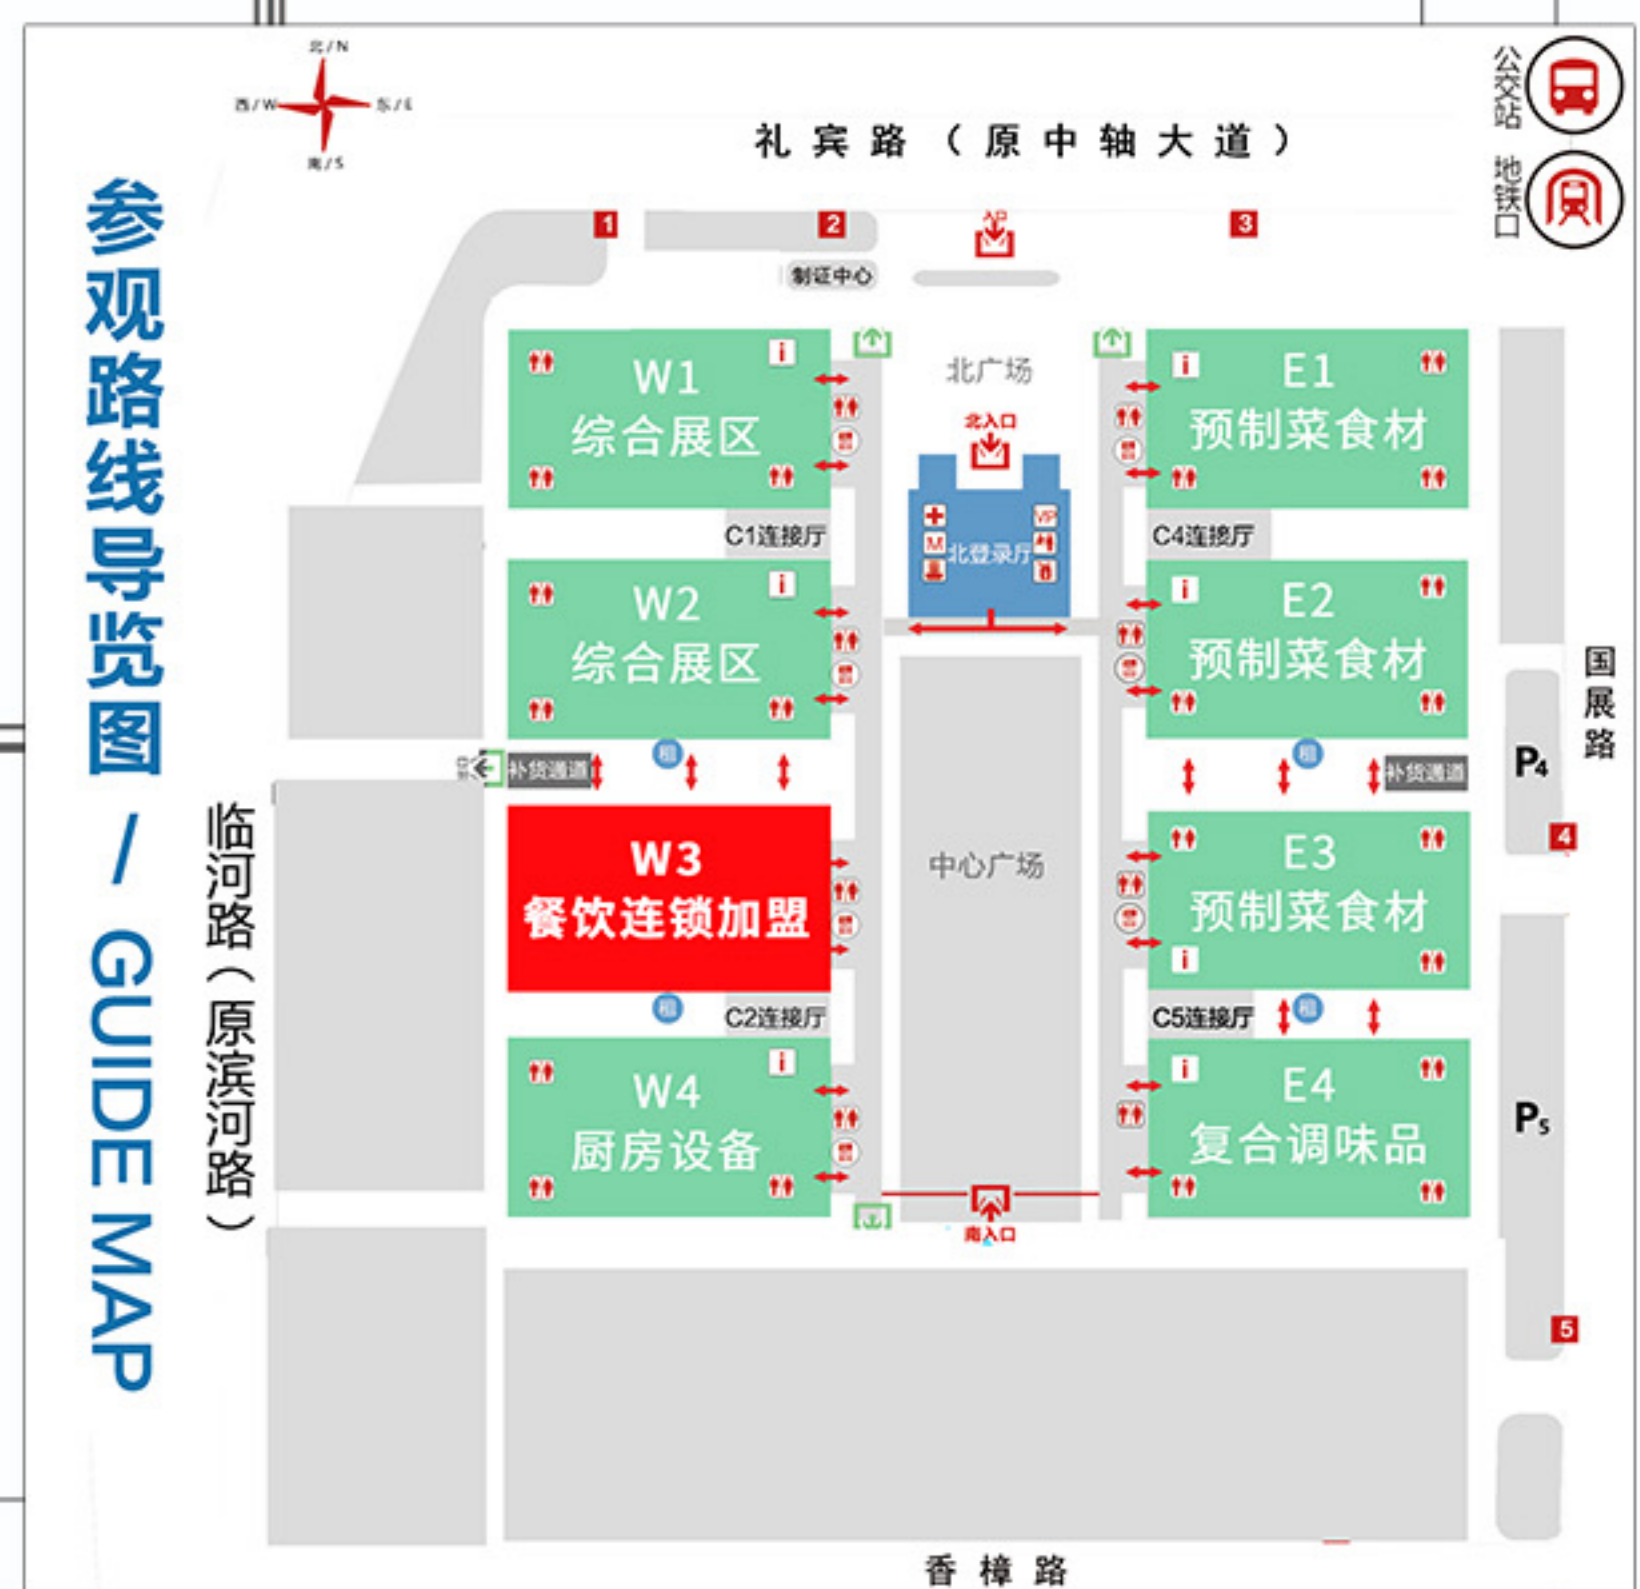 北/N
西/W
东/E
南/S
参观路线导览图 / GUIDE MAP
礼宾路（原中轴大道）
公交站
地铁口
1
2
入口
3
制证中心
W1
综合展区
i
北广场
北入口
E1
预制菜食材
i
C1连接厅
VIP
M
北登录厅
C4连接厅
W2
综合展区
i
E2
预制菜食材
i
国展路
补货通道
租
租
补货通道
P4
4
临河路（原滨河路）
W3
餐饮连锁加盟
中心广场
E3
预制菜食材
i
租
C2连接厅
C5连接厅
租
W4
厨房设备
i
E4
复合调味品
i
P5
南入口
5
香樟路